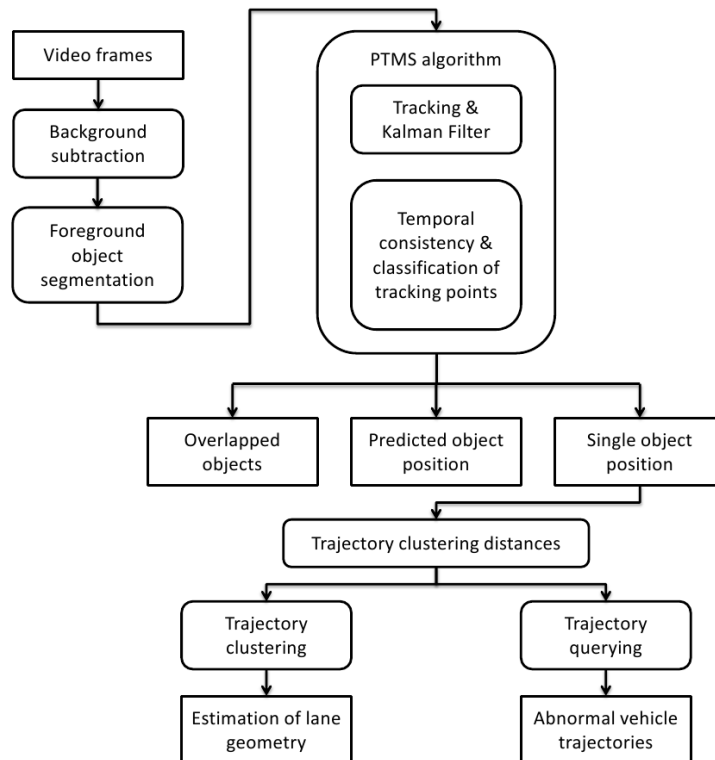 Video frames
Background
subtraction
Foreground
object
segmentation
PTMS algorithm
Tracking &
Kalman Filter
Temporal
consistency &
classification of
tracking points
Overlapped
objects
Predicted object
position
Single object
position
Trajectory clustering distances
Trajectory
clustering
Trajectory
querying
Estimation of lane
geometry
Abnormal vehicle
trajectories